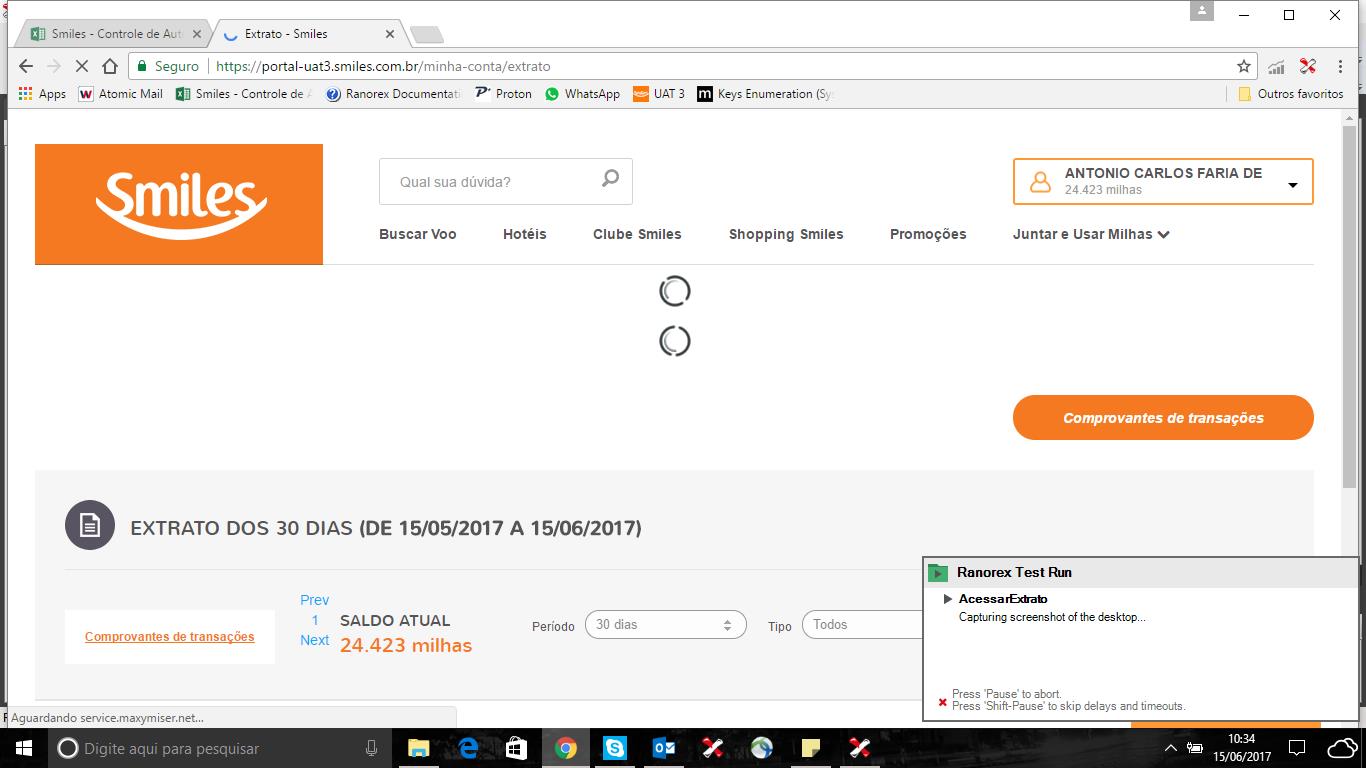 Smiles - Controle de Aut
Extrato - Smiles
Seguro
https://portal-uat3.smiles.com.br/minha-conta/extrato
Apps
Atomic Mail
Smiles - Controle de A
Ranorex Documentati
Proton
WhatsApp
UAT 3
Keys Enumeration (Sys
Outros favoritos
Smiles
Qual sua dúvida?
ANTONIO CARLOS FARIA DE
24.423 milhas
Buscar Voo
Hotéis
Clube Smiles
Shopping Smiles
Promoções
Juntar e Usar Milhas
Comprovantes de transações
EXTRATO DOS 30 DIAS (DE 15/05/2017 A 15/06/2017)
Comprovantes de transações
Prev
1
Next
SALDO ATUAL
24.423 milhas
Período
30 dias
Tipo
Todos
Ranorex Test Run
AcessarExtrato
Capturing screenshot of the desktop...
Press 'Pause' to abort.
Press 'Shift-Pause' to skip delays and timeouts.
Aguardando service.maxymiser.net...
Digite aqui para pesquisar
10:34
15/06/2017